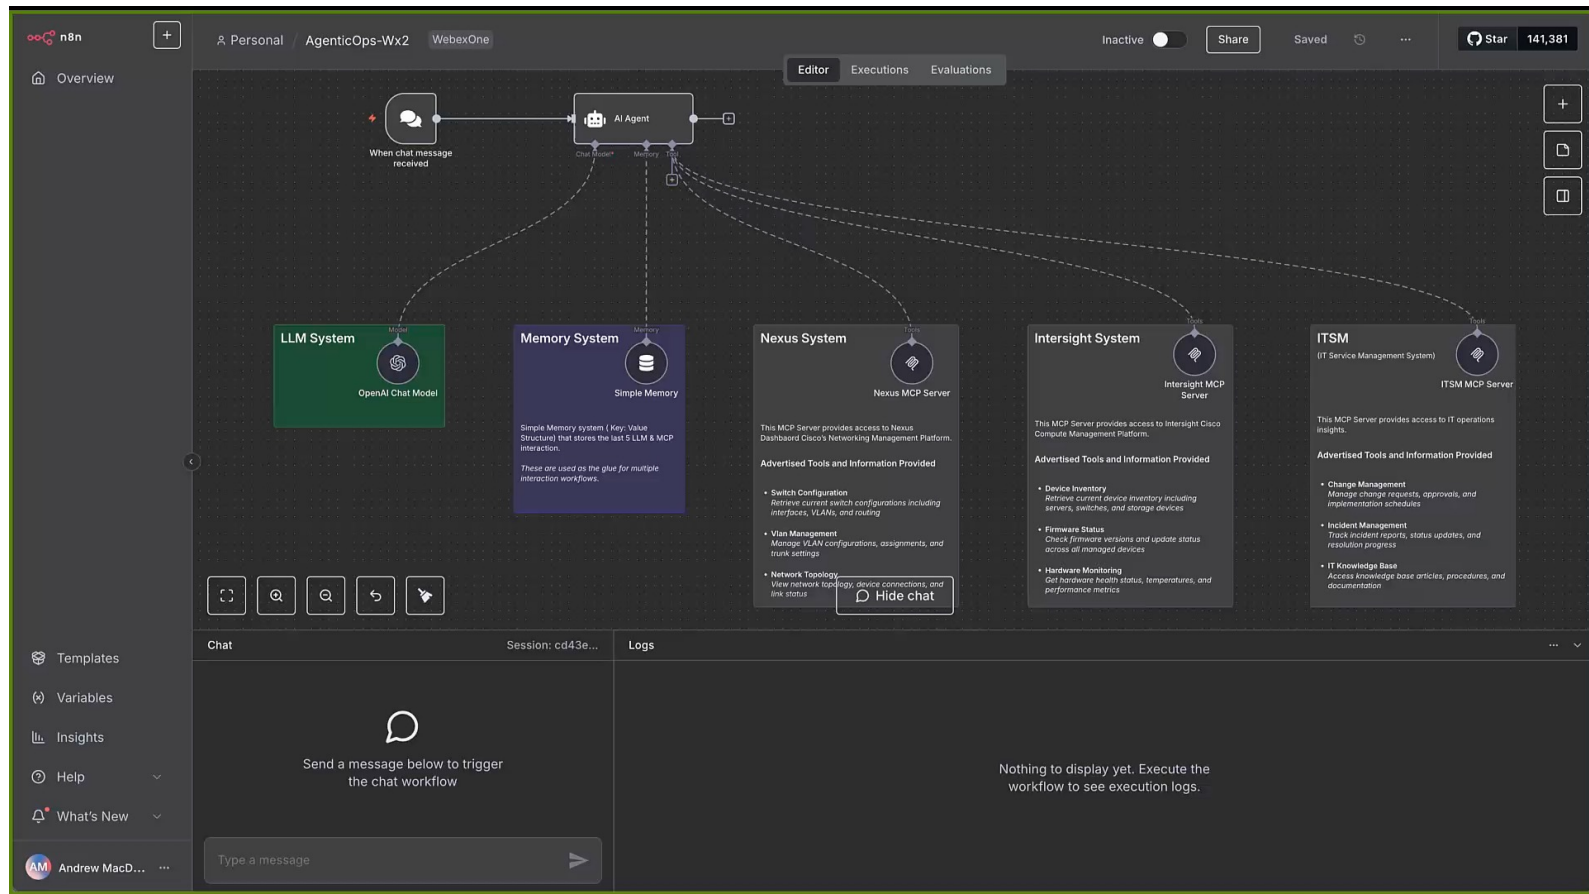 n8n
Overview
Personal / AgenticOps-Wx2 WebexOne
Inactive Share Saved Star 141,381
Editor Executions Evaluations
When chat message
received
AI Agent
Chat Model* Memory Tool
LLM System
Model
OpenAI Chat Model
Memory System
Memory
Simple Memory
Simple Memory system ( Key: Value
Structure) that stores the last 5 LLM & MCP
interaction.
These are used as the glue for multiple
interaction workflows.
Nexus System
Tools
Nexus MCP Server
This MCP Server provides access to Nexus
Dashbaord Cisco's Networking Management Platform.
Advertised Tools and Information Provided
• Switch Configuration
Retrieve current switch configurations including
interfaces, VLANs, and routing
• Vlan Management
Manage VLAN configurations, assignments, and
trunk settings
• Network Topology
View network topology, device connections, and
link status
Intersight System
Tools
Intersight MCP
Server
This MCP Server provides access to Intersight Cisco
Compute Management Platform.
Advertised Tools and Information Provided
• Device Inventory
Retrieve current device inventory including
servers, switches, and storage devices
• Firmware Status
Check firmware versions and update status
across all managed devices
• Hardware Monitoring
Get hardware health status, temperatures, and
performance metrics
ITSM
(IT Service Management System)
Tools
ITSM MCP Server
This MCP Server provides access to IT operations
insights.
Advertised Tools and Information Provided
• Change Management
Manage change requests, approvals, and
implementation schedules
• Incident Management
Track incident reports, status updates, and
resolution progress
• IT Knowledge Base
Access knowledge base articles, procedures, and
documentation
Hide chat
Chat Session: cd43e...
Send a message below to trigger
the chat workflow
Type a message
Logs
Nothing to display yet. Execute the
workflow to see execution logs.
Templates
Variables
Insights
Help
What's New
AM Andrew MacD...